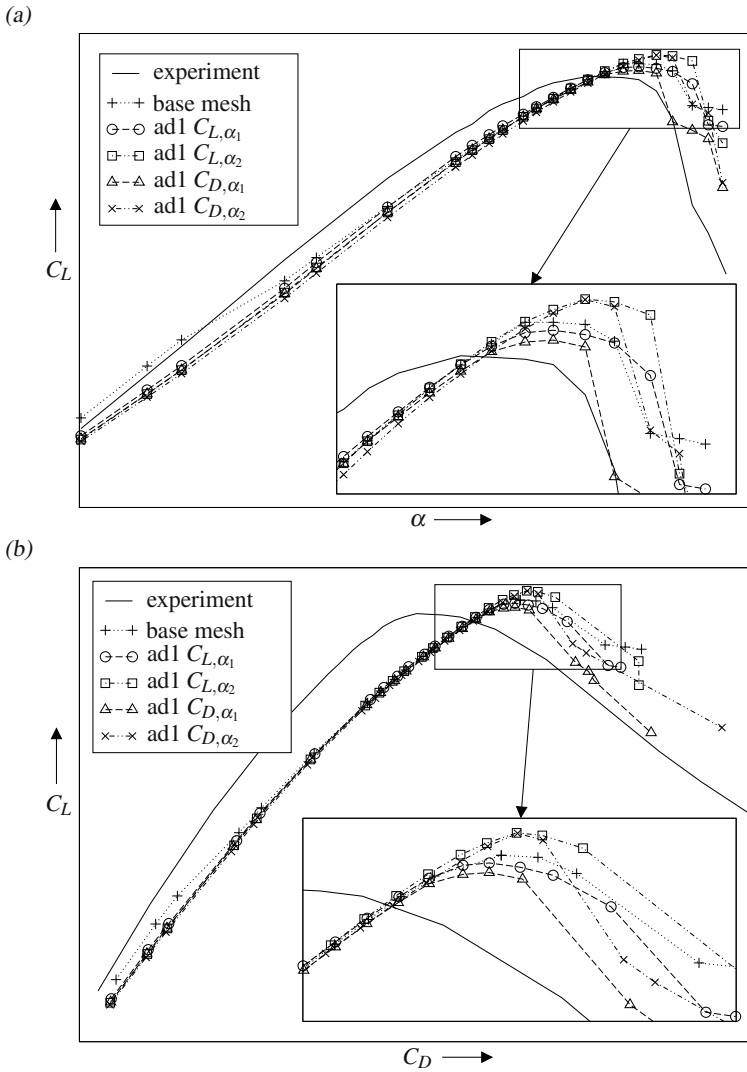 (a)
experiment
base mesh
ad1 C_{L,α_1}
ad1 C_{L,α_2}
ad1 C_{D,α_1}
ad1 C_{D,α_2}
C_L
α
(b)
experiment
base mesh
ad1 C_{L,α_1}
ad1 C_{L,α_2}
ad1 C_{D,α_1}
ad1 C_{D,α_2}
C_L
C_D